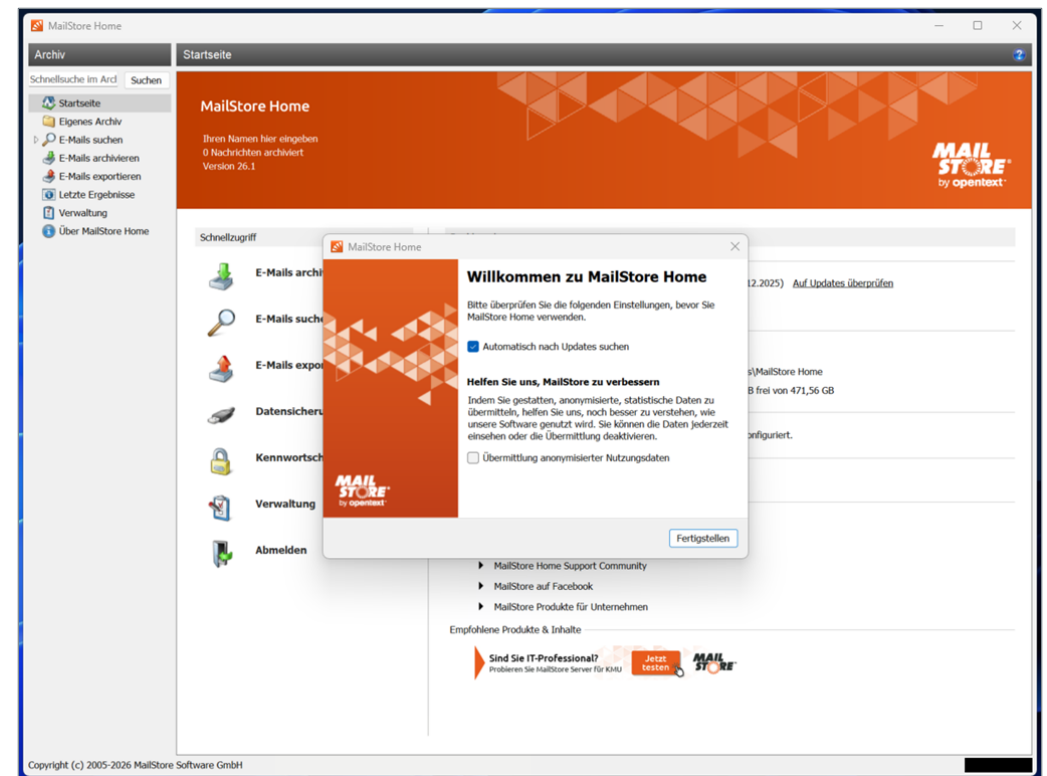 MailStore Home
Archiv
Startseite
Schnellsuche im Arcl
Suchen
Startseite
Eigenes Archiv
E-Mails suchen
E-Mails archivieren
E-Mails exportieren
Letzte Ergebnisse
Verwaltung
Über MailStore Home
MailStore Home
Ihren Namen hier eingeben
0 Nachrichten archiviert
Version 26.1
MAIL
STORE
by opentext
Schnellzugriff
E-Mails archi
E-Mails suche
E-Mails expor
Datensicheru
Kennwortsch
Verwaltung
Abmelden
MailStore Home
Willkommen zu MailStore Home
Bitte überprüfen Sie die folgenden Einstellungen, bevor Sie
MailStore Home verwenden.
Automatisch nach Updates suchen
Helfen Sie uns, MailStore zu verbessern
Indem Sie gestatten, anonymisierte, statistische Daten zu
übermitteln, helfen Sie uns, noch besser zu verstehen, wie
unsere Software genutzt wird. Sie können die Daten jederzeit
einsehen oder die Übermittlung deaktivieren.
Übermittlung anonymisierter Nutzungsdaten
MAIL
STORE
by opentext
Fertigstellen
12.2025) Auf Updates überprüfen
s\MailStore Home
B frei von 471,56 GB
onfiguriert.
MailStore Home Support Community
MailStore auf Facebook
MailStore Produkte für Unternehmen
Empfohlene Produkte & Inhalte
Sind Sie IT-Professional?
Probieren Sie MailStore Server für KMU
Jetzt
testen
MAIL
STORE
Copyright (c) 2005-2026 MailStore Software GmbH